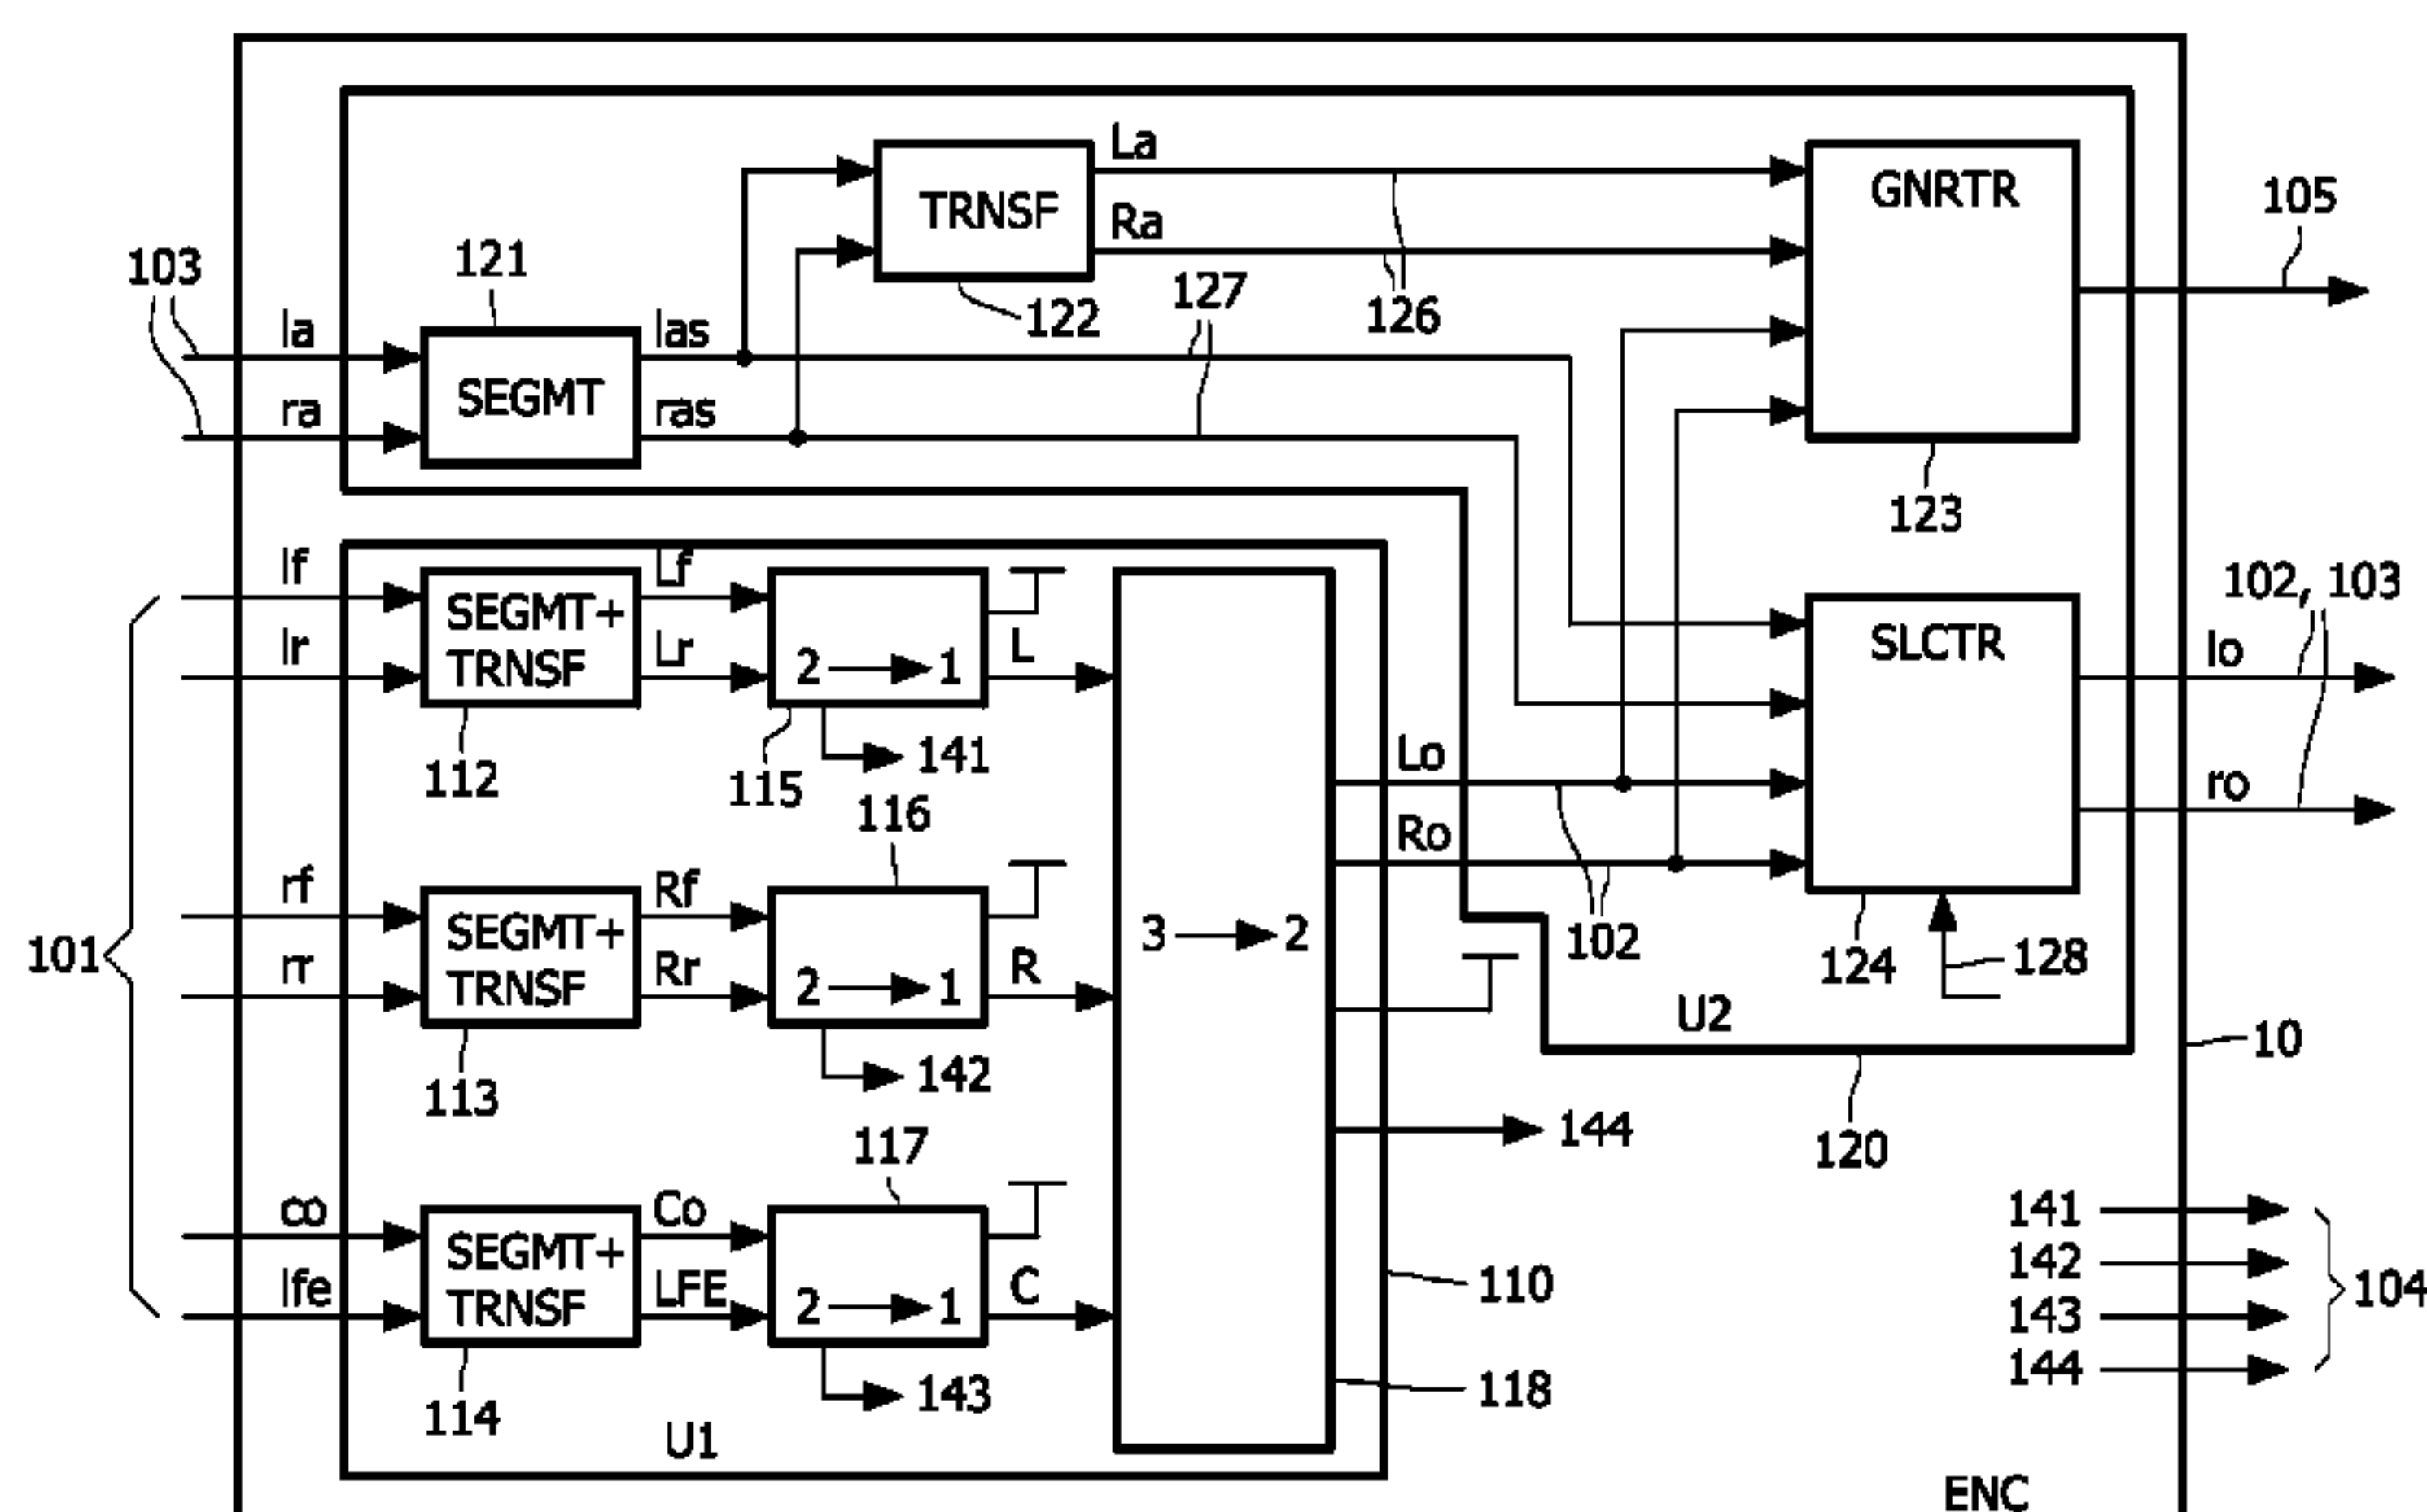 La
TRNSF
GNRTR
105
Ra
103
121
127
122
126
la
las
SEGMT
ra
ras
123
lf
Lf
102, 103
SEGMT+
TRNSF
L
SLCTR
lo
lr
Lr
2
1
112
115
141
Lo
ro
116
Ro
rf
Rf
101
SEGMT+
TRNSF
3
2
102
124
128
rr
Rr
2
1
R
U2
10
113
142
144
120
117
co
Co
141
SEGMT+
TRNSF
142
104
lfe
LFE
2
1
C
110
143
144
114
143
118
U1
ENC